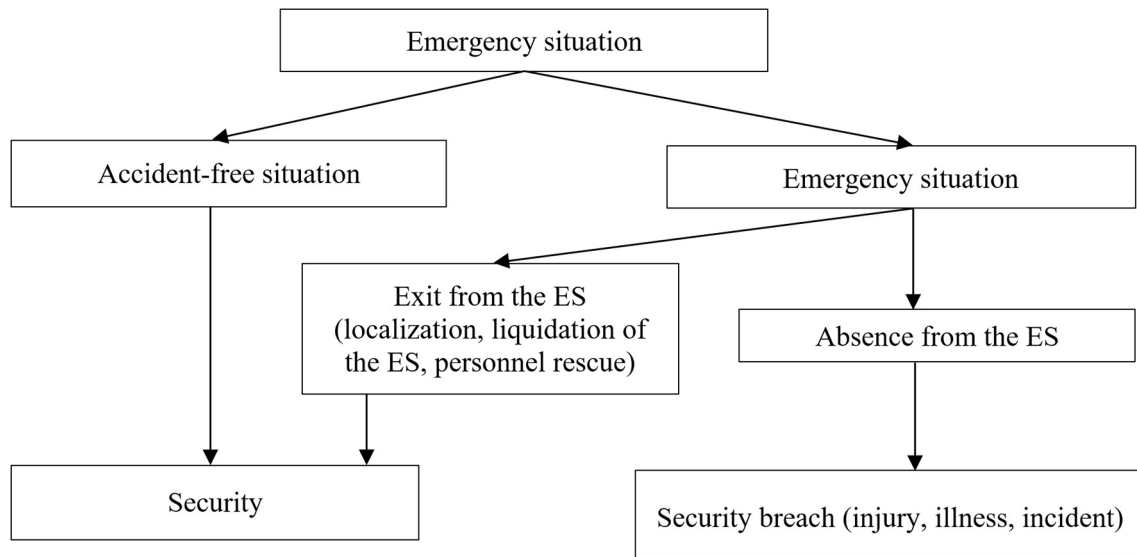 Emergency situation
Accident-free situation
Emergency situation
Exit from the ES
(localization, liquidation of
the ES, personnel rescue)
Absence from the ES
Security
Security breach (injury, illness, incident)